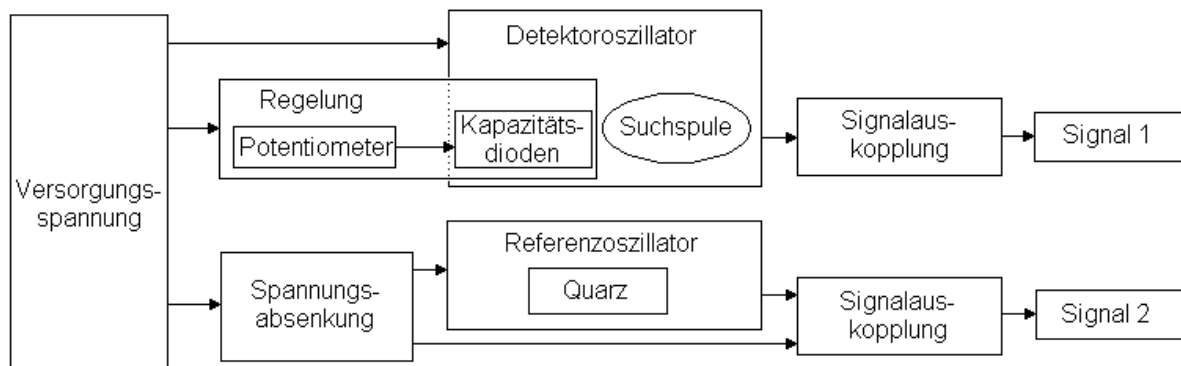 Versorgungs-
spannung
Detektoroszillator
Regelung
Potentiometer
Kapazitäts-
dioden
Suchspule
Signalaus-
kopplung
Signal 1
Spannungs-
absenkung
Referenzoszillator
Quarz
Signalaus-
kopplung
Signal 2